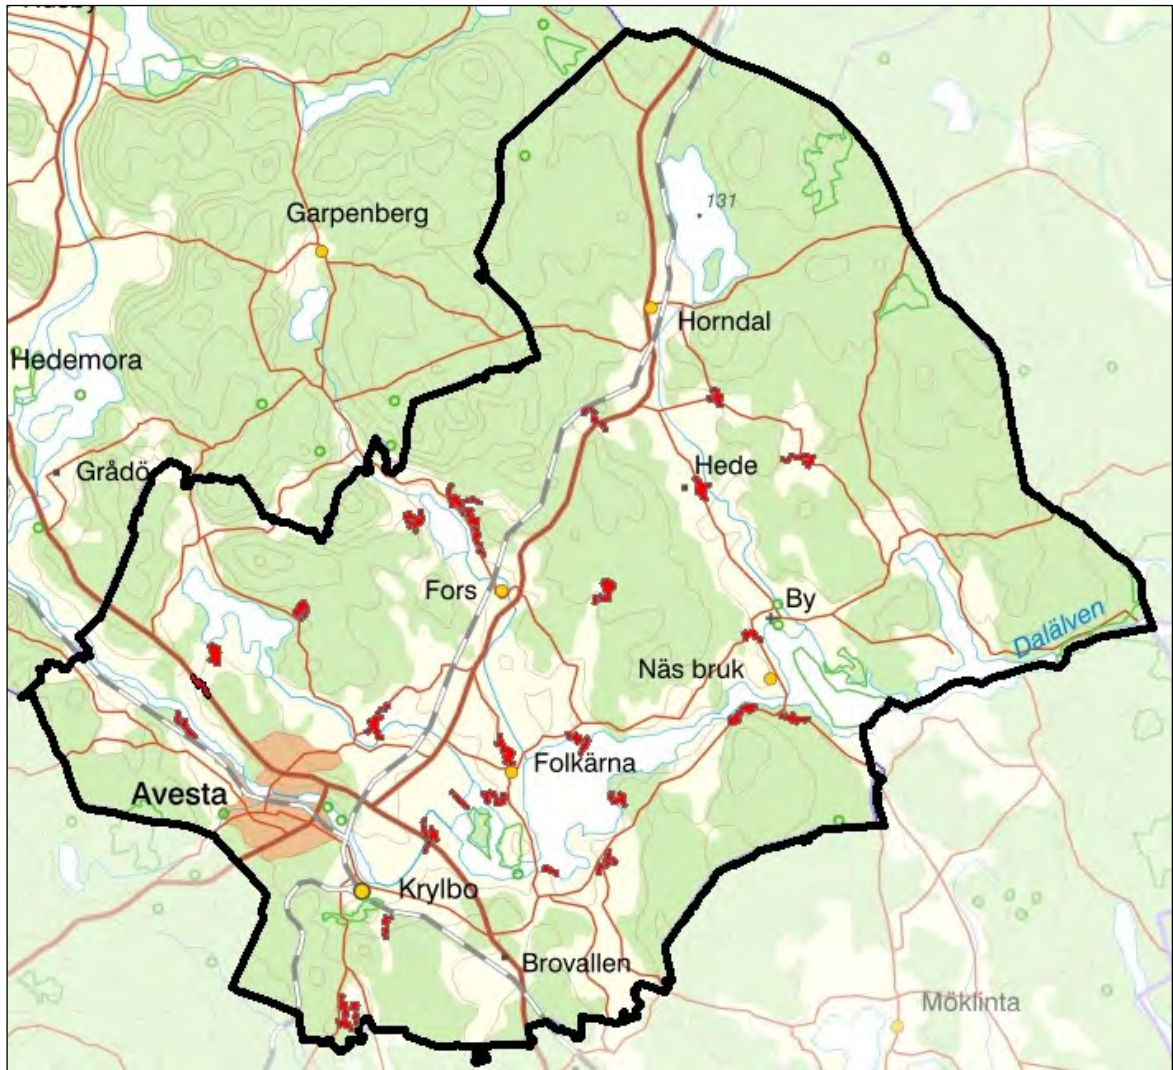 131
Garpenberg
Horndal
Hedemora
Grådö
Hede
Fors
By
Dalälven
Näs bruk
Folkärna
Avesta
Krylbo
Brovallen
Möklinta